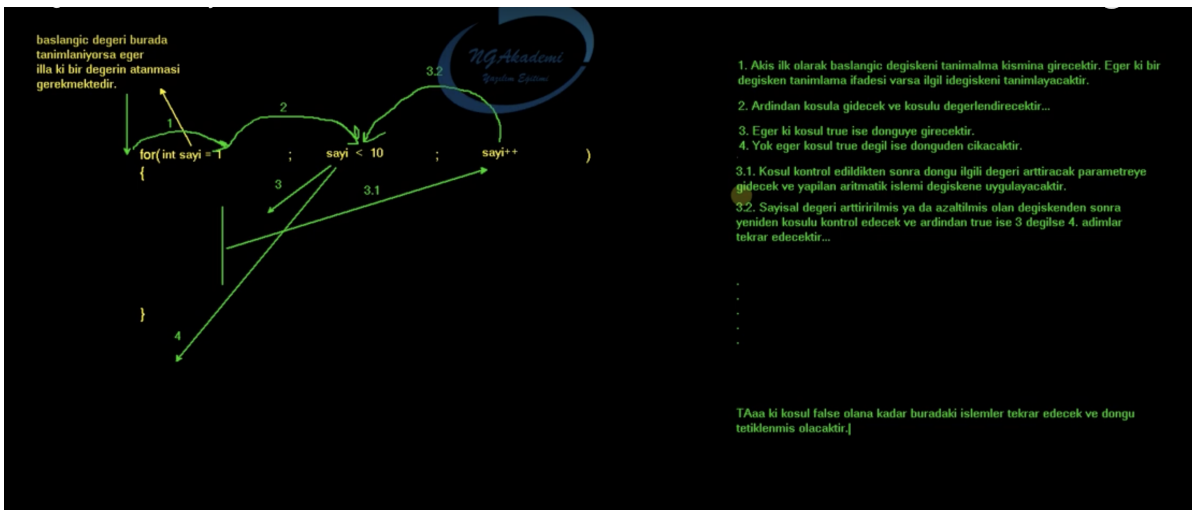 baslangic degeri burada
tanimlaniyorsa eger
illa ki bir degerin atanmasi
gerekmektedir.
NGAkademi
Yazılım Eğitimi
3.2
2
1
for( int sayi = 1 ; sayi < 10 ; sayi++ )
{
3
3.1
}
4
1. Akis ilk olarak baslangic degiskeni tanimalma kismina girecektir. Eger ki bir
degisken tanimlama ifadesi varsa ilgil idegiskeni tanimlayacaktir.
2. Ardindan kosula gidecek ve kosulu degerlendirecektir...
3. Eger ki kosul true ise donguye girecektir.
4. Yok eger kosul true degil ise donguden cikacaktir.
3.1. Kosul kontrol edildikten sonra dongu ilgili degeri arttiracak parametreye
gidecek ve yapilan aritmatik islemi degiskene uygulayacaktir.
3.2. Sayisal degeri arttiririlmis ya da azaltilmis olan degiskenden sonra
yeniden kosulu kontrol edecek ve ardindan true ise 3 degilse 4. adimlar
tekrar edecektir...
.
.
.
.
.
TAaa ki kosul false olana kadar buradaki islemler tekrar edecek ve dongu
tetiklenmis olacaktir.